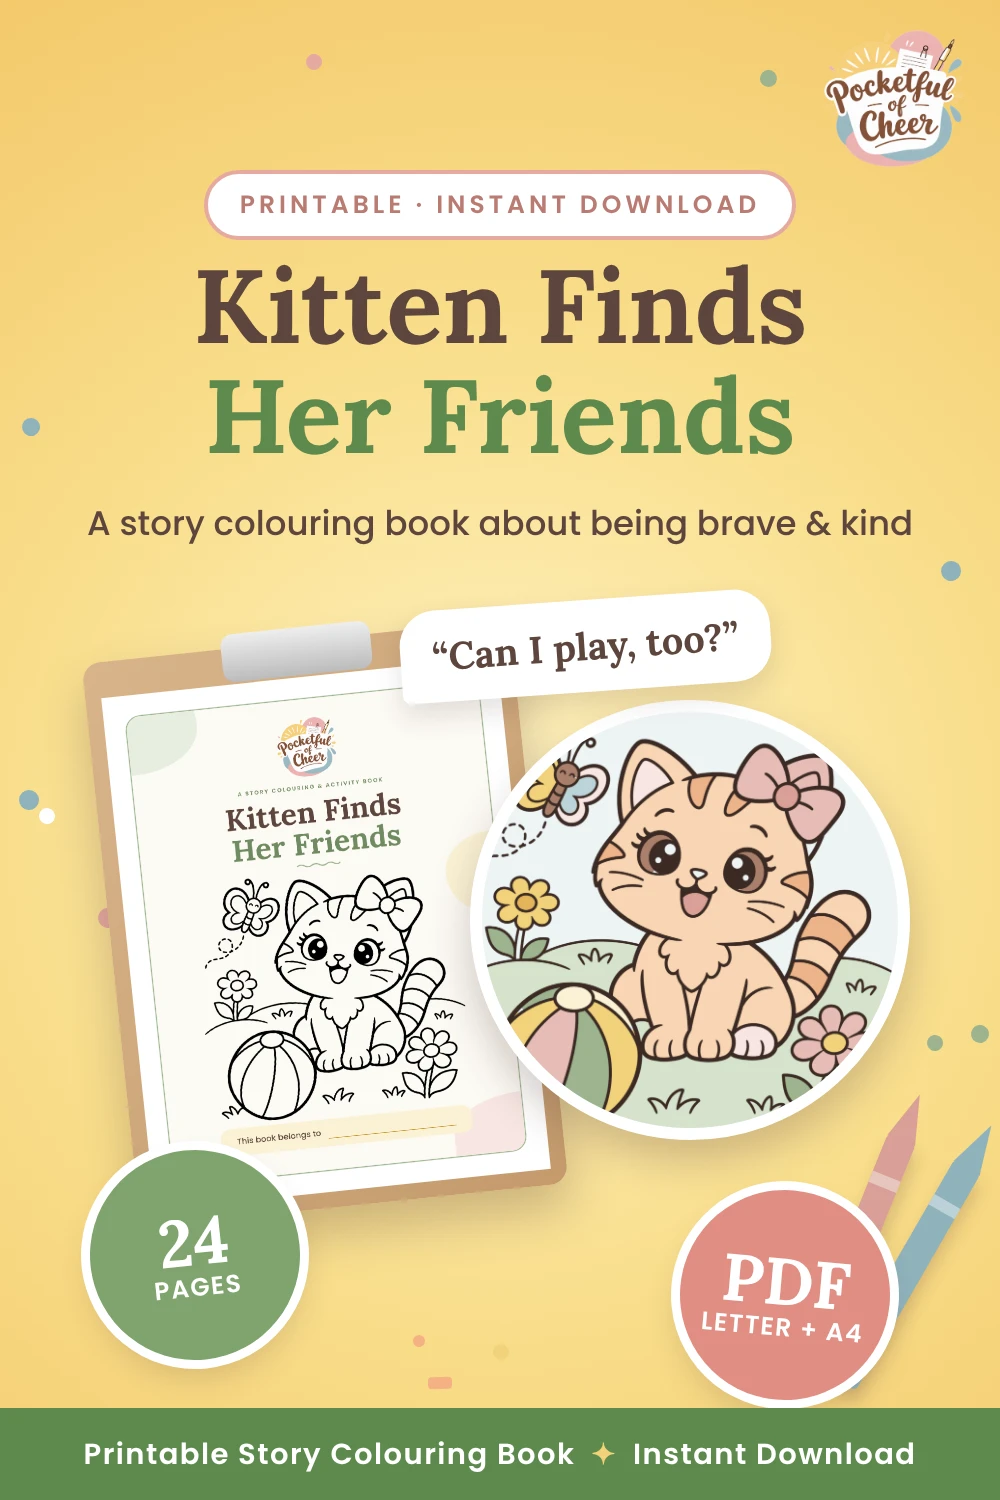 Pocketful
of
Cheer
PRINTABLE · INSTANT DOWNLOAD
Kitten Finds
Her Friends
A story colouring book about being brave & kind
“Can I play, too?”
Pocketful
of
Cheer
A STORY COLOURING & ACTIVITY BOOK
Kitten Finds
Her Friends
This book belongs to
24
PAGES
PDF
LETTER + A4
Printable Story Colouring Book ✦ Instant Download